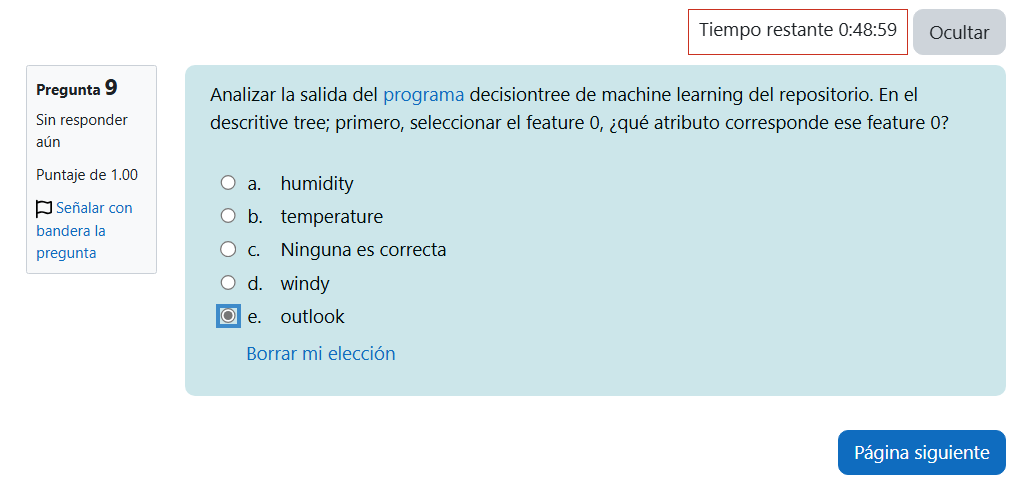 Tiempo restante 0:48:59
Ocultar
Pregunta 9
Sin responder
aún
Puntaje de 1.00
Señalar con
bandera la
pregunta
Analizar la salida del programa decisiontree de machine learning del repositorio. En el
descritive tree; primero, seleccionar el feature 0, ¿qué atributo corresponde ese feature 0?
a. humidity
b. temperature
c. Ninguna es correcta
d. windy
e. outlook
Borrar mi elección
Página siguiente